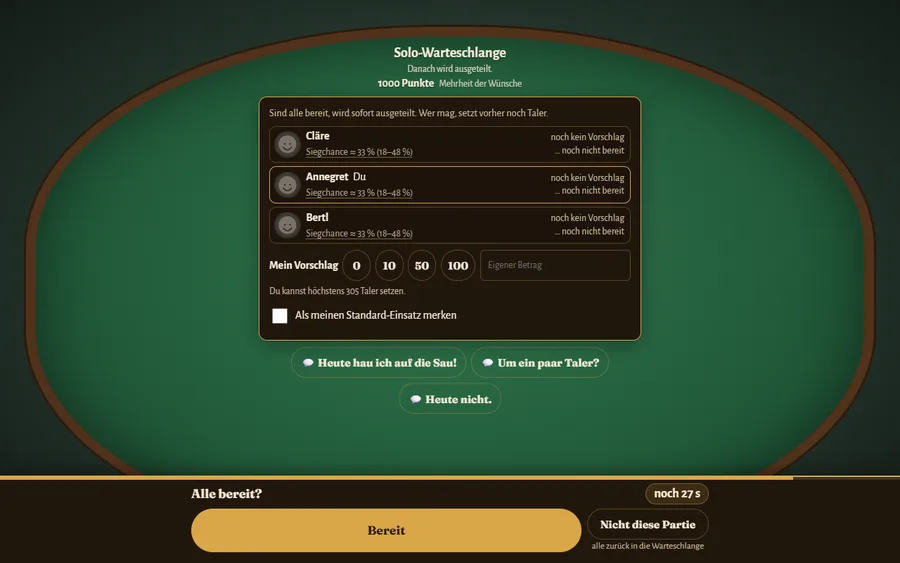 Solo-Warteschlange
Danach wird ausgeteilt.
1000 Punkte Mehrheit der Wünsche
Sind alle bereit, wird sofort ausgeteilt. Wer mag, setzt vorher noch Taler.
Cläre
Siegchance ≈ 33 % (18–48 %)
noch kein Vorschlag
… noch nicht bereit
Annegret Du
Siegchance ≈ 33 % (18–48 %)
noch kein Vorschlag
… noch nicht bereit
Bertl
Siegchance ≈ 33 % (18–48 %)
noch kein Vorschlag
… noch nicht bereit
Mein Vorschlag 0 10 50 100 Eigener Betrag
Du kannst höchstens 305 Taler setzen.
Als meinen Standard-Einsatz merken
Heute hau ich auf die Sau! Um ein paar Taler?
Heute nicht.
Alle bereit? noch 27 s
Bereit Nicht diese Partie
alle zurück in die Warteschlange